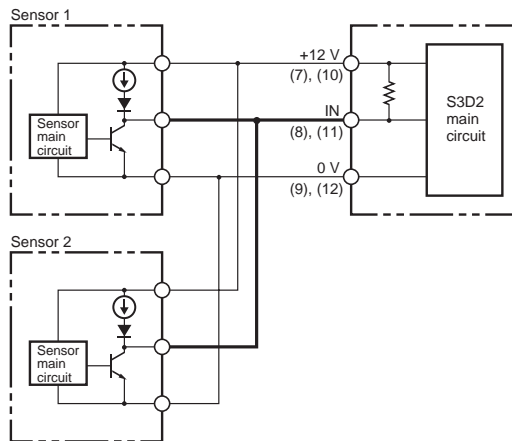 Sensor 1
Sensor
main
circuit
+12 V
(7), (10)
IN
(8), (11)
0 V
(9), (12)
S3D2
main
circuit
Sensor 2
Sensor
main
circuit